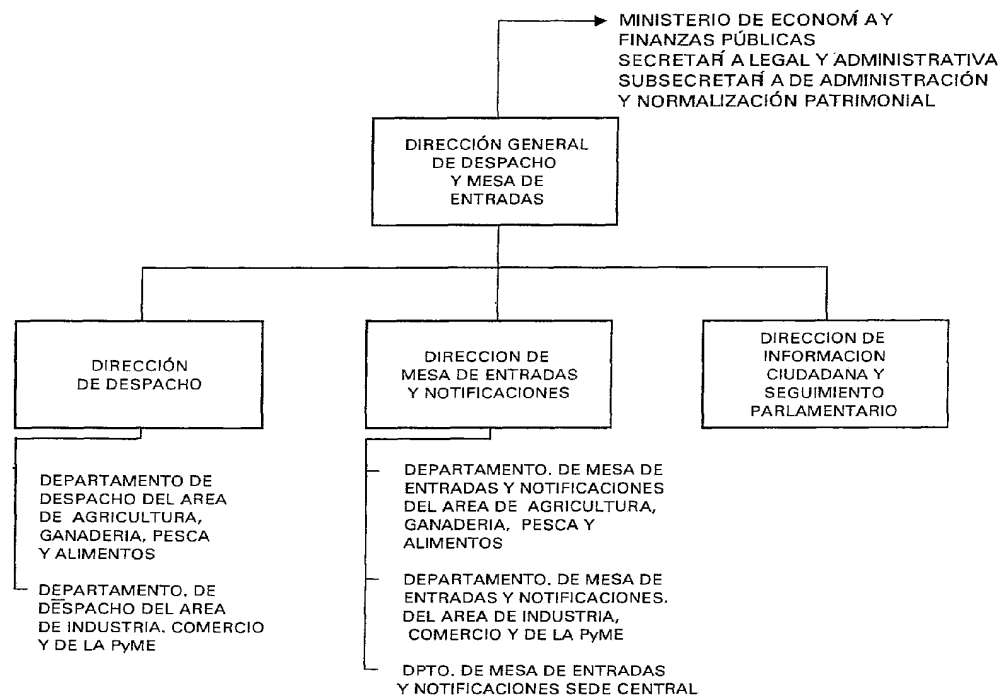 MINISTERIO DE ECONOMÍA Y
FINANZAS PÚBLICAS
SECRETARÍA LEGAL Y ADMINISTRATIVA
SUBSECRETARÍA DE ADMINISTRACIÓN
Y NORMALIZACIÓN PATRIMONIAL
DIRECCIÓN GENERAL
DE DESPACHO
Y MESA DE
ENTRADAS
DIRECCIÓN
DE DESPACHO
DEPARTAMENTO DE
DESPACHO DEL AREA
DE AGRICULTURA,
GANADERIA, PESCA
Y ALIMENTOS
DEPARTAMENTO. DE
DESPACHO DEL AREA
DE INDUSTRIA. COMERCIO
Y DE LA PyME
DIRECCION DE
MESA DE ENTRADAS
Y NOTIFICACIONES
DEPARTAMENTO. DE MESA DE
ENTRADAS Y NOTIFICACIONES
DEL AREA DE AGRICULTURA,
GANADERIA, PESCA Y
ALIMENTOS
DEPARTAMENTO. DE MESA DE
ENTRADAS Y NOTIFICACIONES.
DEL AREA DE INDUSTRIA,
COMERCIO Y DE LA PyME
DPTO. DE MESA DE ENTRADAS
Y NOTIFICACIONES SEDE CENTRAL
DIRECCION DE
INFORMACION
CIUDADANA Y
SEGUIMIENTO
PARLAMENTARIO